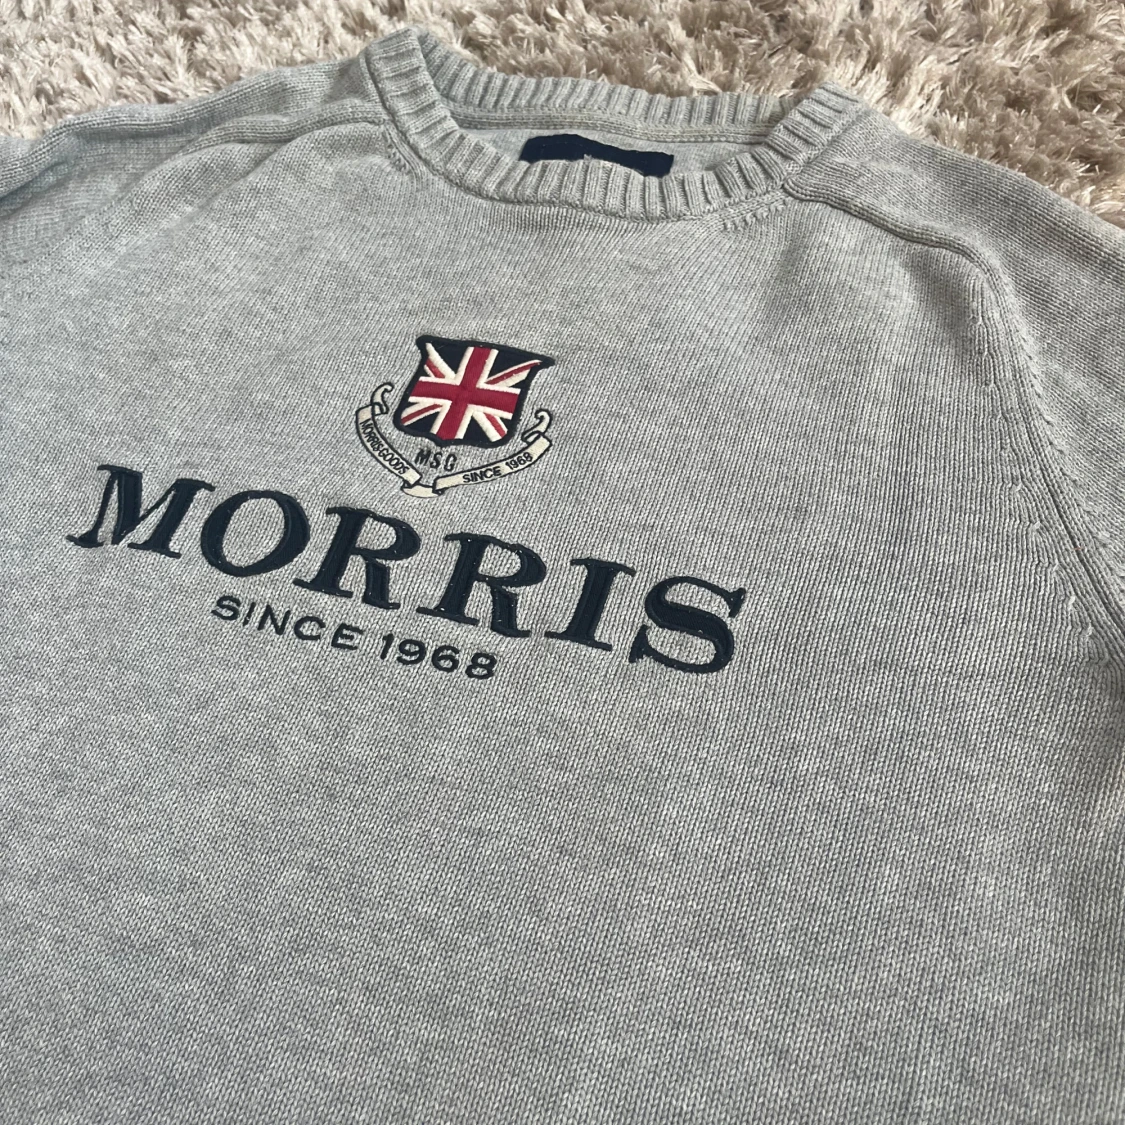 MORRIS GOODS
MSG
SINCE 1968
MORRIS
SINCE 1968